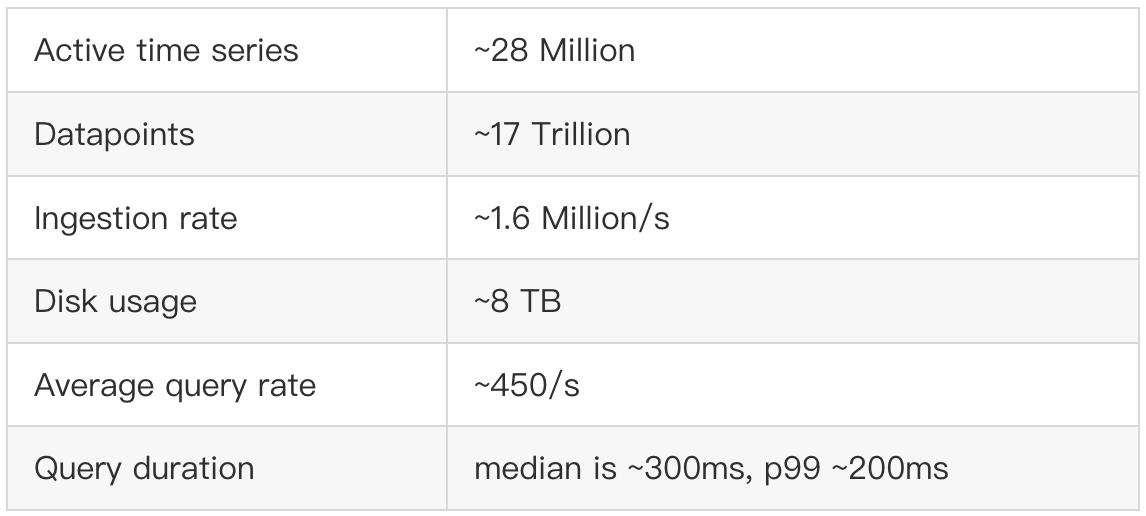 Active time series ~28 Million
Datapoints ~17 Trillion
Ingestion rate ~1.6 Million/s
Disk usage ~8 TB
Average query rate ~450/s
Query duration median is ~300ms, p99 ~200ms